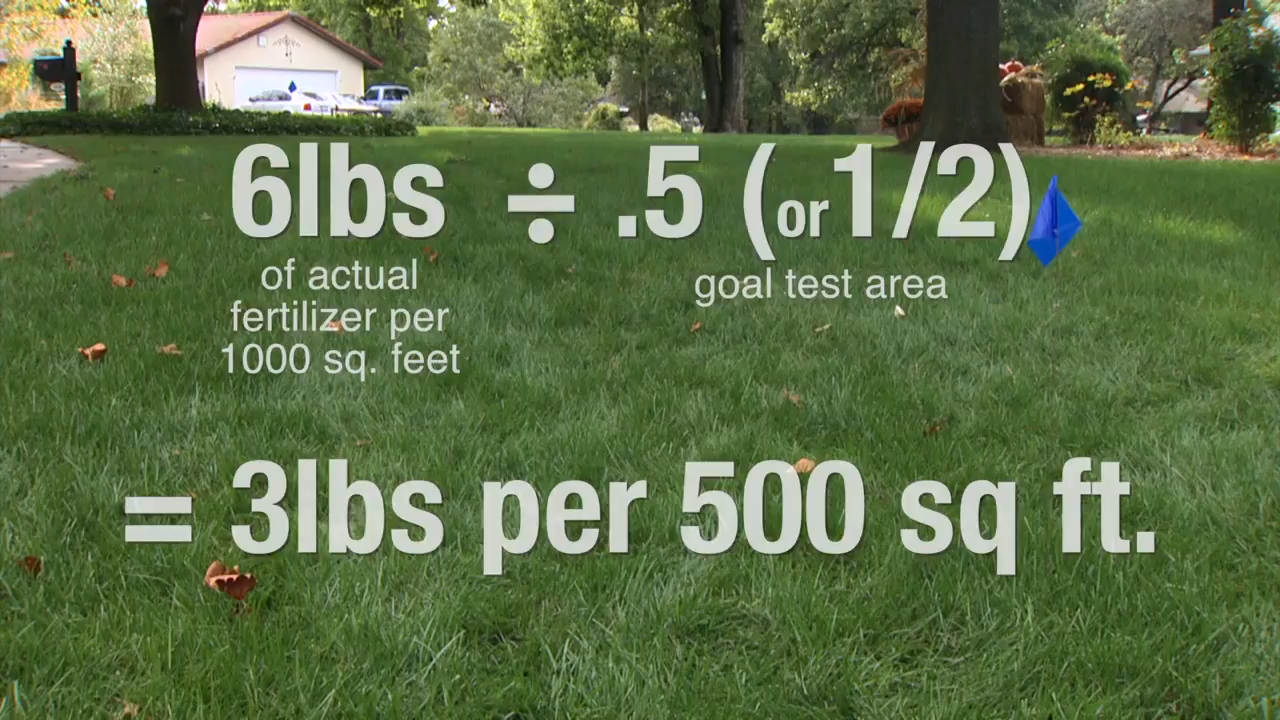 6lbs ÷ .5 (or 1/2)
of actual
fertilizer per
1000 sq. feet
goal test area
= 3lbs per 500 sq ft.